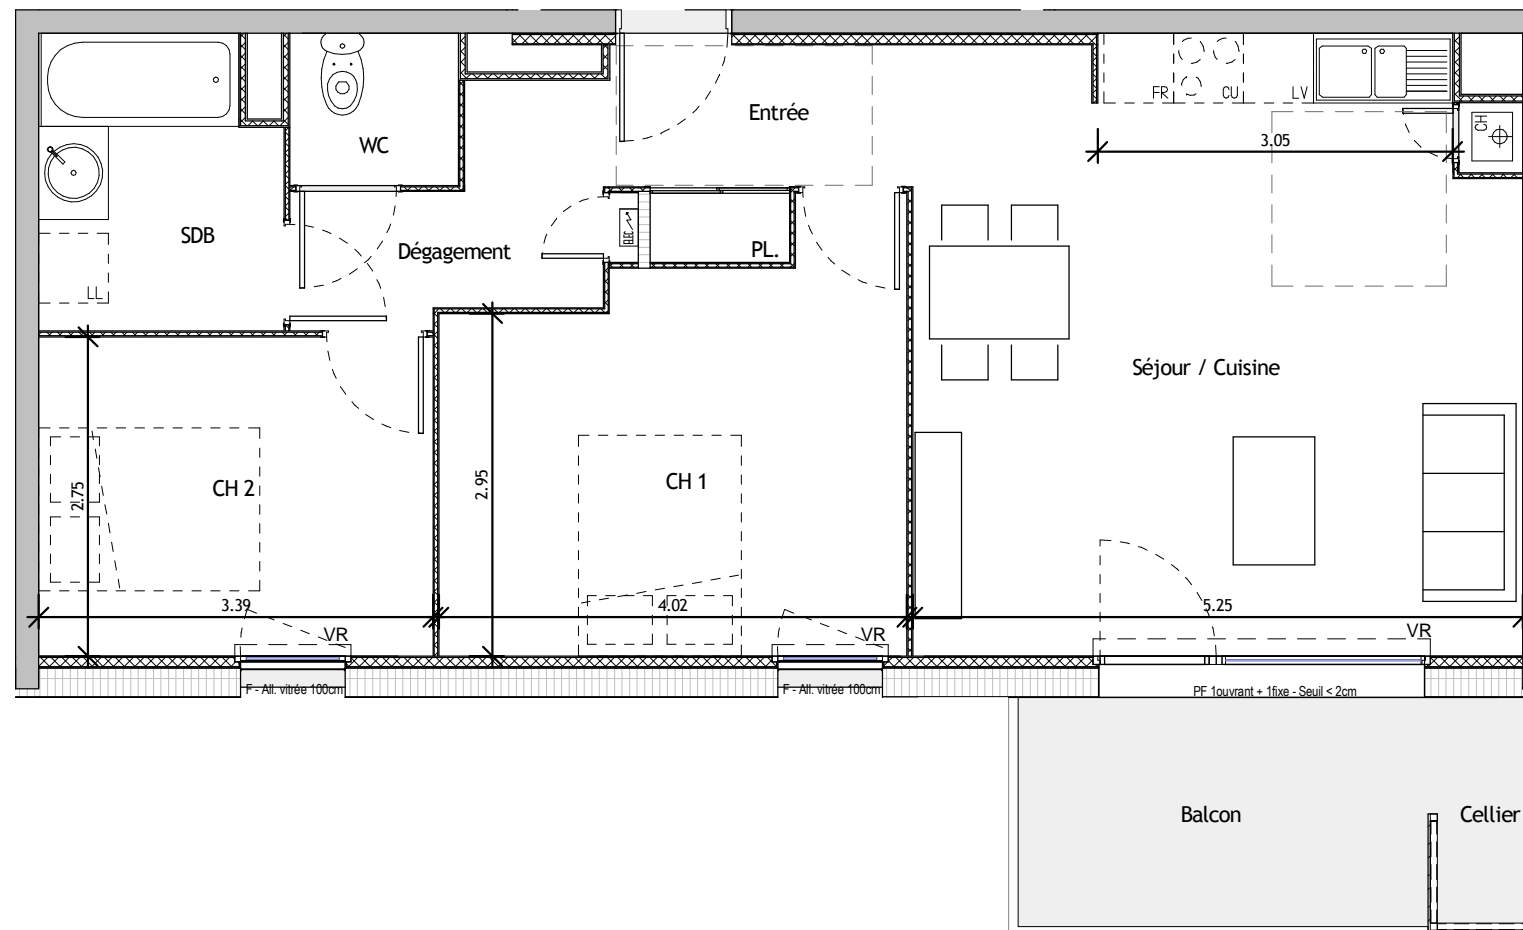 FR
CU
LV
CH
Entrée
WC
3.05
SDB
Dégagement
ELEC
PL.
LL
Séjour / Cuisine
CH 2
2.75
2.95
CH 1
3.39
4.02
5.25
VR
VR
VR
F - All. vitrée 100cm
F - All. vitrée 100cm
PF 1ouvrant + 1fixe - Seuil < 2cm
Balcon
Cellier